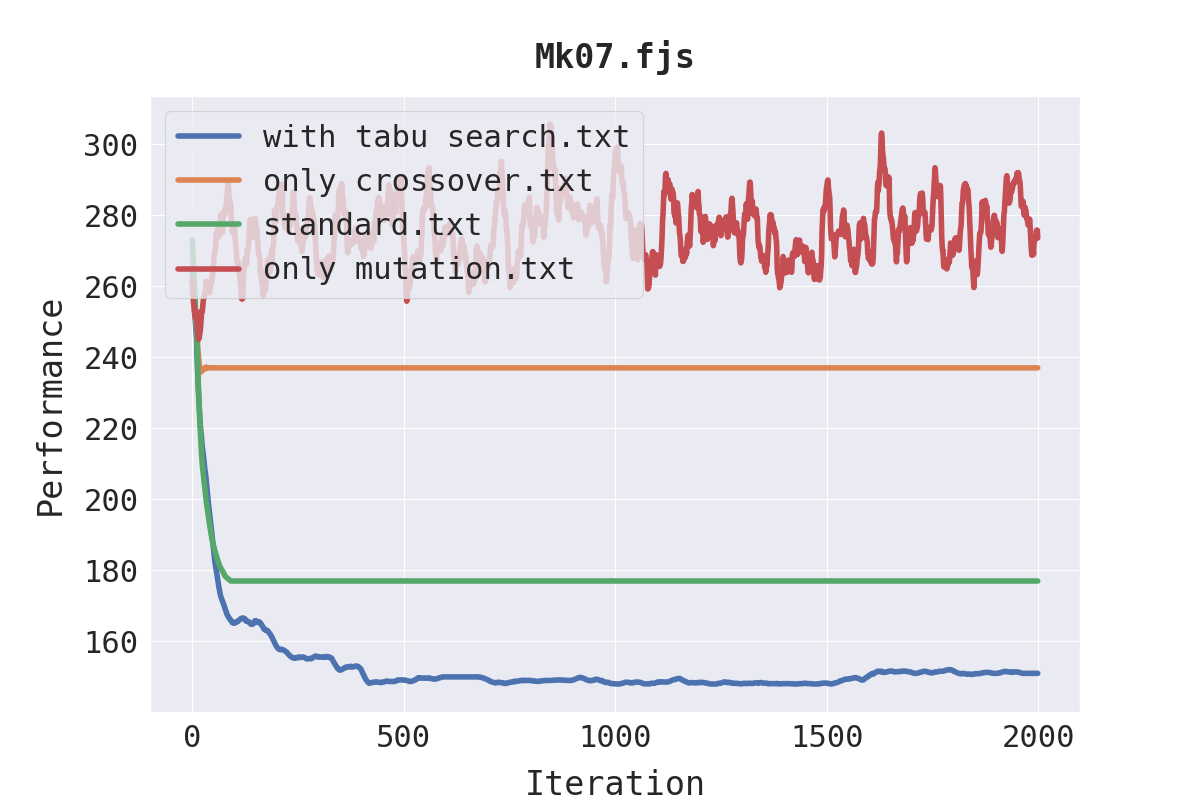 Mk07.fjs
with tabu search.txt
only crossover.txt
standard.txt
only mutation.txt
Performance
300
280
260
240
220
200
180
160
0 500 1000 1500 2000
Iteration